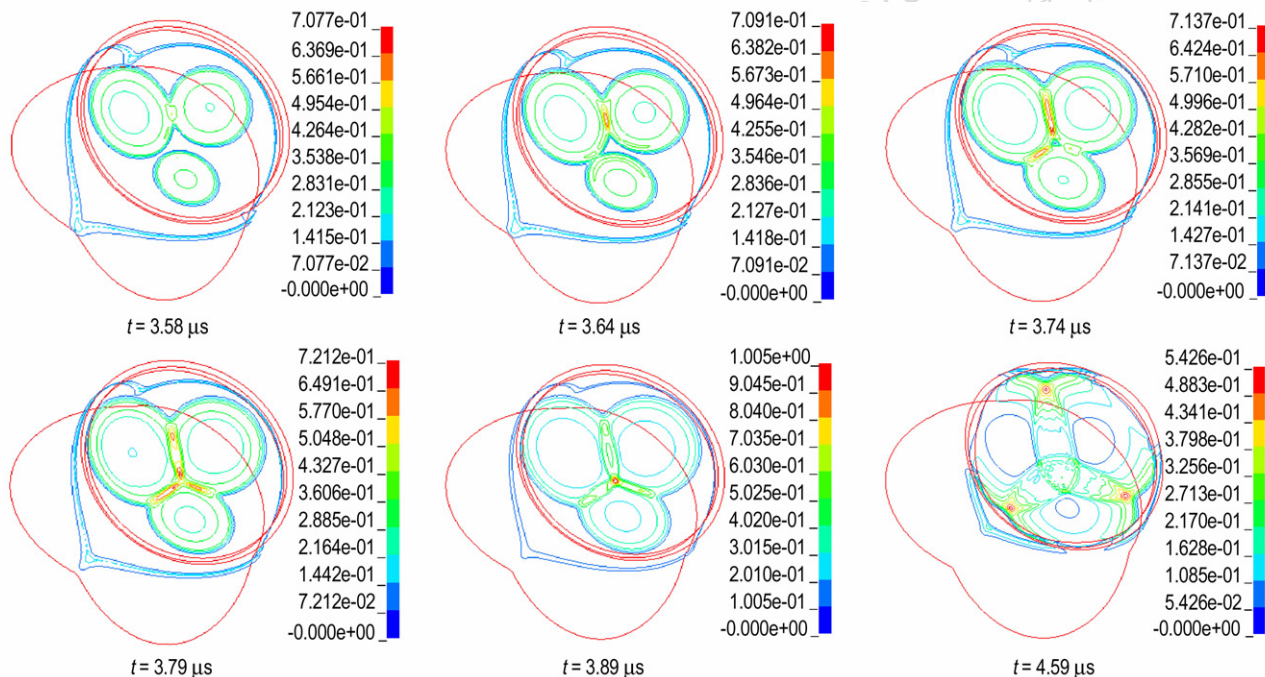 7.077e-01
6.369e-01
5.661e-01
4.954e-01
4.264e-01
3.538e-01
2.831e-01
2.123e-01
1.415e-01
7.077e-02
-0.000e+00
t = 3.58 μs
7.091e-01
6.382e-01
5.673e-01
4.964e-01
4.255e-01
3.546e-01
2.836e-01
2.127e-01
1.418e-01
7.091e-02
-0.000e+00
t = 3.64 μs
7.137e-01
6.424e-01
5.710e-01
4.996e-01
4.282e-01
3.569e-01
2.855e-01
2.141e-01
1.427e-01
7.137e-02
-0.000e+00
t = 3.74 μs
7.212e-01
6.491e-01
5.770e-01
5.048e-01
4.327e-01
3.606e-01
2.885e-01
2.164e-01
1.442e-01
7.212e-02
-0.000e+00
t = 3.79 μs
1.005e+00
9.045e-01
8.040e-01
7.035e-01
6.030e-01
5.025e-01
4.020e-01
3.015e-01
2.010e-01
1.005e-01
-0.000e+00
t = 3.89 μs
5.426e-01
4.883e-01
4.341e-01
3.798e-01
3.256e-01
2.713e-01
2.170e-01
1.628e-01
1.085e-01
5.426e-02
-0.000e+00
t = 4.59 μs